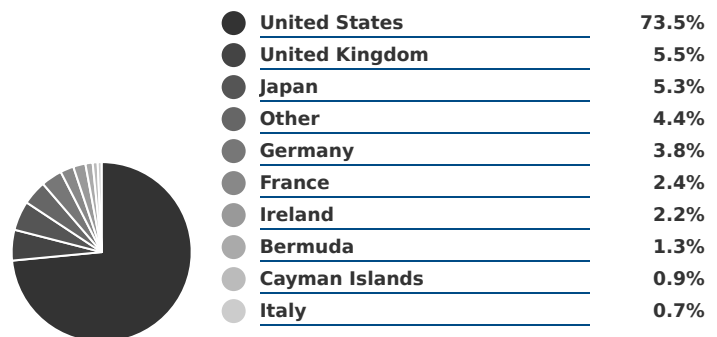 United States 73.5%
United Kingdom 5.5%
Japan 5.3%
Other 4.4%
Germany 3.8%
France 2.4%
Ireland 2.2%
Bermuda 1.3%
Cayman Islands 0.9%
Italy 0.7%